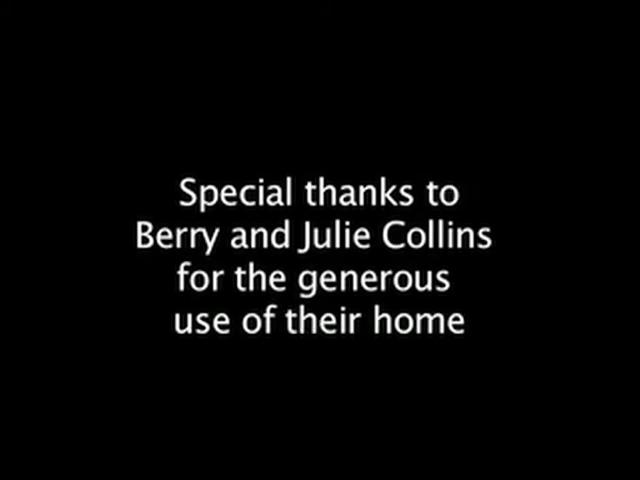 Special thanks to
Berry and Julie Collins
for the generous
use of their home